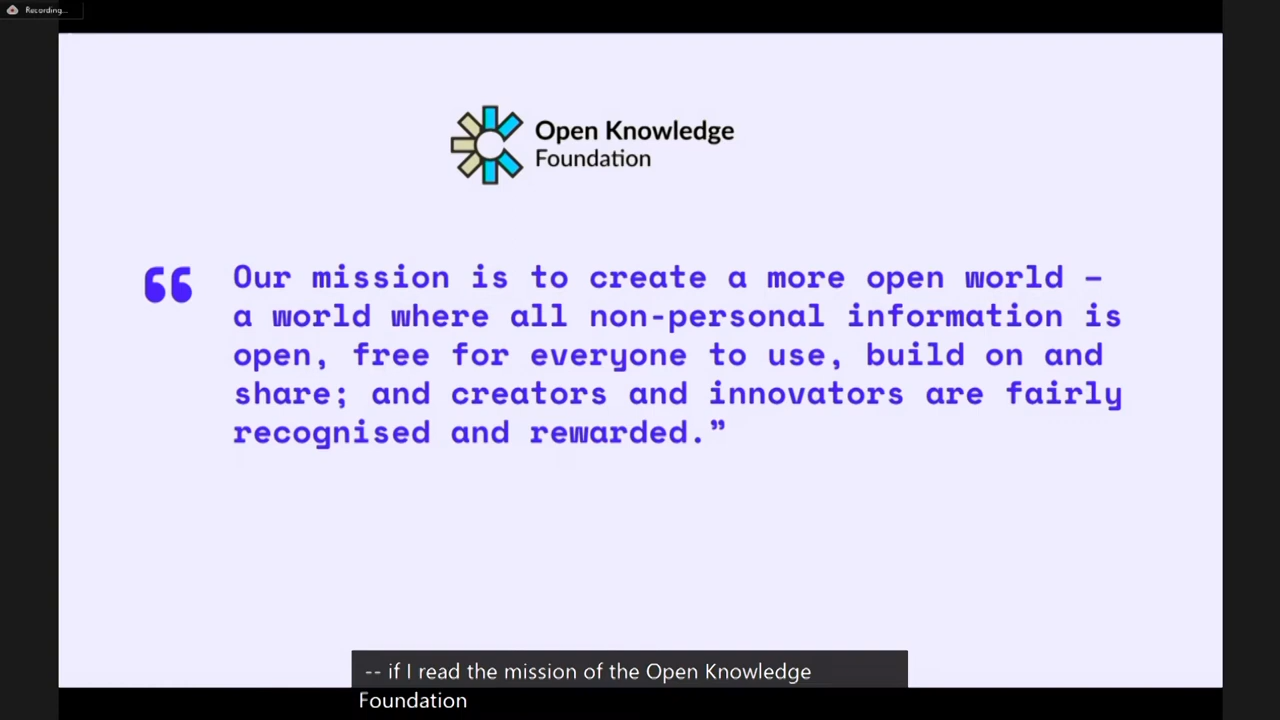 Recording...
Open Knowledge
Foundation
“ Our mission is to create a more open world –
a world where all non-personal information is
open, free for everyone to use, build on and
share; and creators and innovators are fairly
recognised and rewarded.”
-- if I read the mission of the Open Knowledge
Foundation